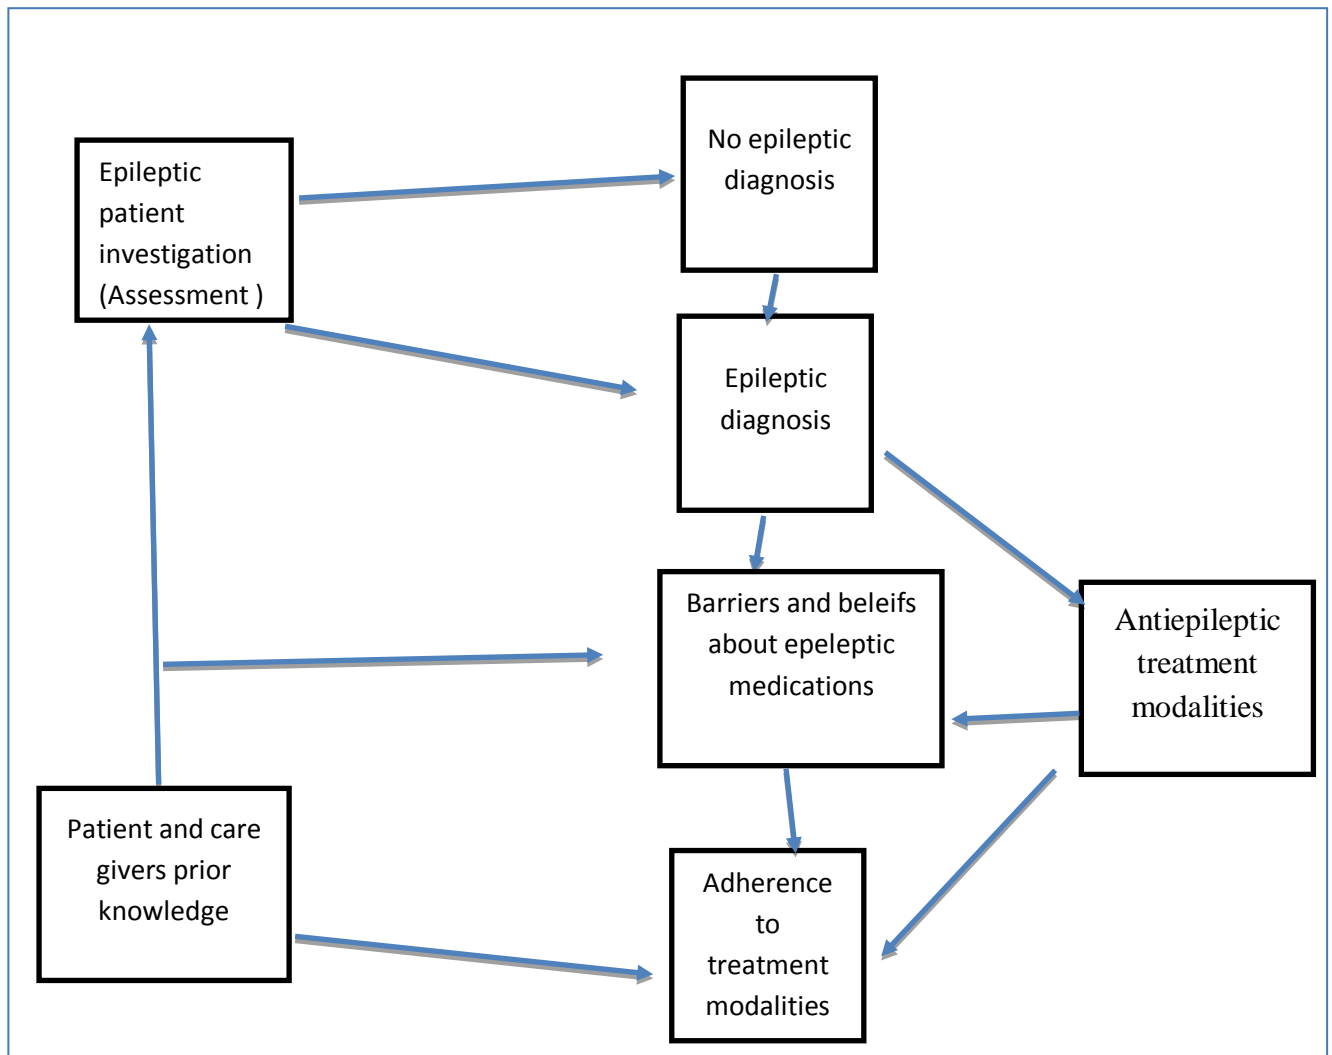 No epileptic
diagnosis
Epileptic
patient
investigation
(Assessment )
Epileptic
diagnosis
Barriers and beleifs
about epeleptic
medications
Antiepileptic
treatment
modalities
Patient and care
givers prior
knowledge
Adherence
to
treatment
modalities